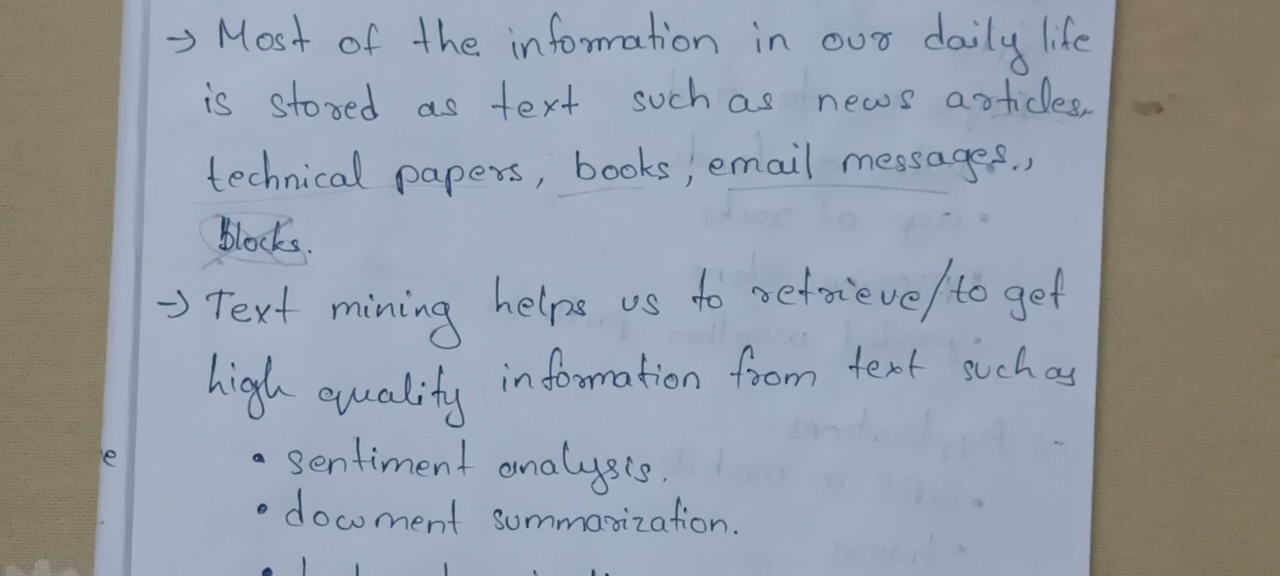 → Most of the information in our daily life
is stored as text such as news articles,
technical papers, books, email messages.,
Blocks.
→ Text mining helps us to retrieve/to get
high quality information from text such as
e
• sentiment analysis.
• document summarization.